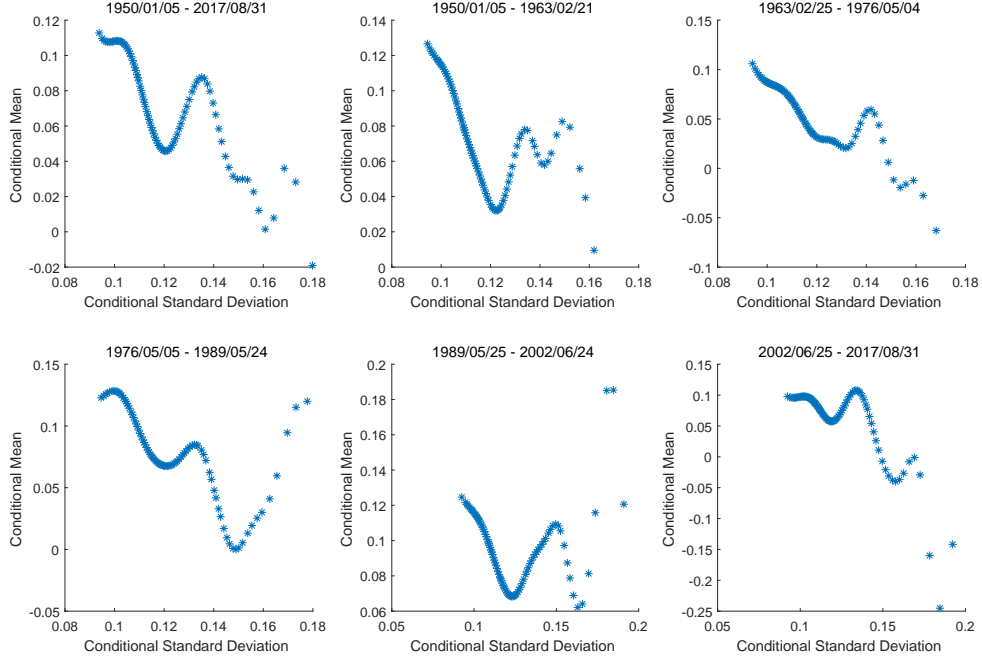 1950/01/05 - 2017/08/31
0.12
0.1
0.08
0.06
0.04
0.02
0
-0.02
Conditional Mean
0.08 0.1 0.12 0.14 0.16 0.18
Conditional Standard Deviation
1950/01/05 - 1963/02/21
0.14
0.12
0.1
0.08
0.06
0.04
0.02
0
Conditional Mean
0.08 0.1 0.12 0.14 0.16 0.18
Conditional Standard Deviation
1963/02/25 - 1976/05/04
0.15
0.1
0.05
0
-0.05
-0.1
Conditional Mean
0.08 0.1 0.12 0.14 0.16 0.18
Conditional Standard Deviation
1976/05/05 - 1989/05/24
0.15
0.1
0.05
0
-0.05
Conditional Mean
0.08 0.1 0.12 0.14 0.16 0.18
Conditional Standard Deviation
1989/05/25 - 2002/06/24
0.2
0.18
0.16
0.14
0.12
0.1
0.08
0.06
Conditional Mean
0.05 0.1 0.15 0.2
Conditional Standard Deviation
2002/06/25 - 2017/08/31
0.2
0.15
0.1
0.05
0
-0.05
-0.1
-0.15
-0.2
-0.25
Conditional Mean
0.05 0.1 0.15 0.2
Conditional Standard Deviation